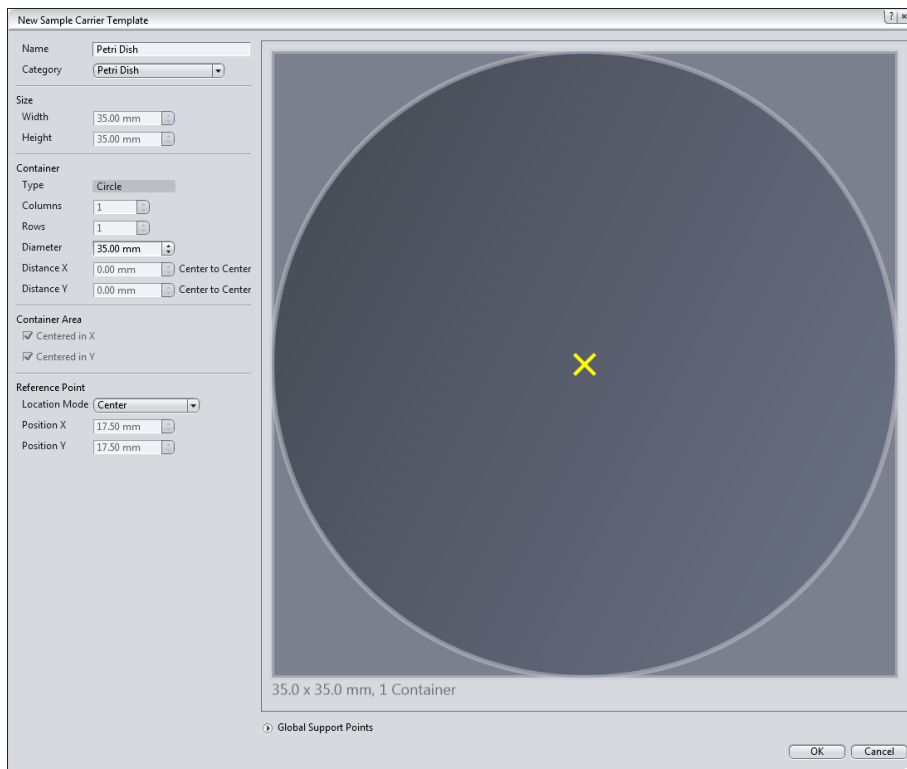 New Sample Carrier Template
Name Petri Dish
Category Petri Dish
Size
Width 35.00 mm
Height 35.00 mm
Container
Type Circle
Columns 1
Rows 1
Diameter 35.00 mm
Distance X 0.00 mm Center to Center
Distance Y 0.00 mm Center to Center
Container Area
Centered in X
Centered in Y
Reference Point
Location Mode Center
Position X 17.50 mm
Position Y 17.50 mm
35.0 x 35.0 mm, 1 Container
Global Support Points
OK Cancel